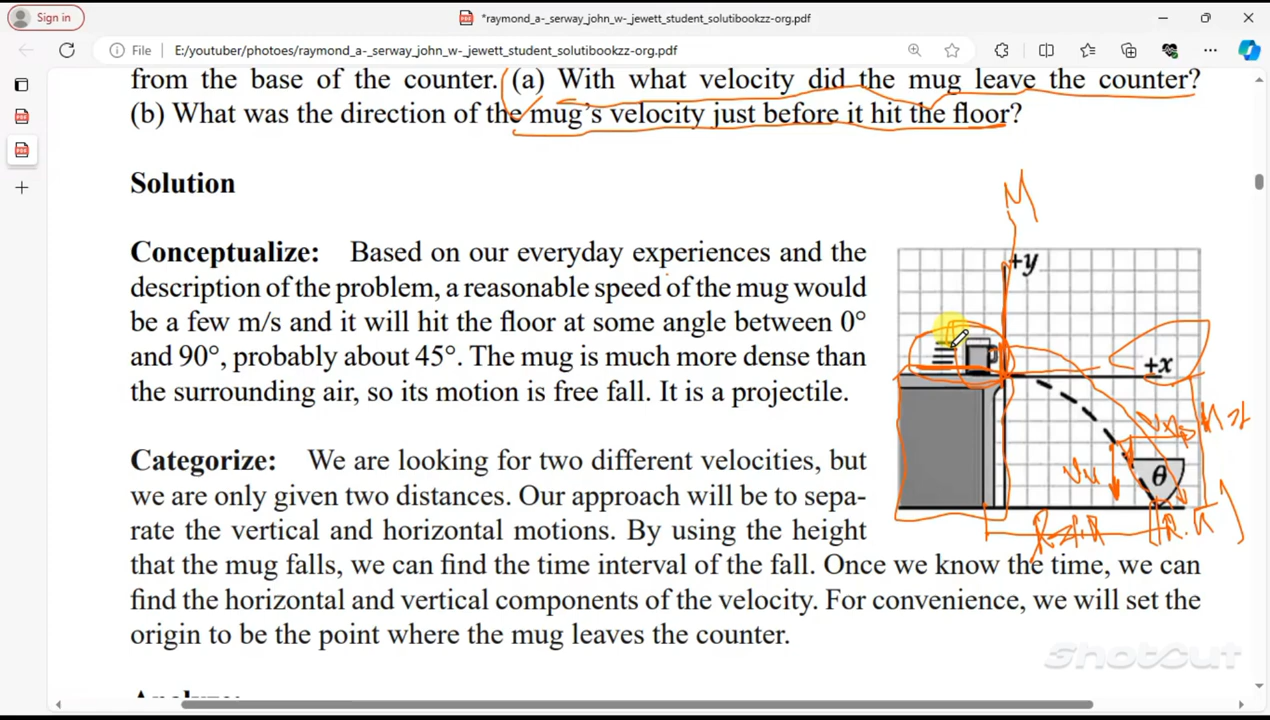 Sign in
*raymond_a-_serway_john_w-_jewett_student_solutibookzz-org.pdf
File
E:/youtuber/photoes/raymond_a-_serway_john_w-_jewett_student_solutibookzz-org.pdf
from the base of the counter. (a) With what velocity did the mug leave the counter?
(b) What was the direction of the mug's velocity just before it hit the floor?
Solution
M
+y
Conceptualize: Based on our everyday experiences and the
description of the problem, a reasonable speed of the mug would
be a few m/s and it will hit the floor at some angle between 0°
and 90°, probably about 45°. The mug is much more dense than
the surrounding air, so its motion is free fall. It is a projectile.
+x
θ
Categorize: We are looking for two different velocities, but
we are only given two distances. Our approach will be to sepa-
rate the vertical and horizontal motions. By using the height
that the mug falls, we can find the time interval of the fall. Once we know the time, we can
find the horizontal and vertical components of the velocity. For convenience, we will set the
origin to be the point where the mug leaves the counter.
Shotcut